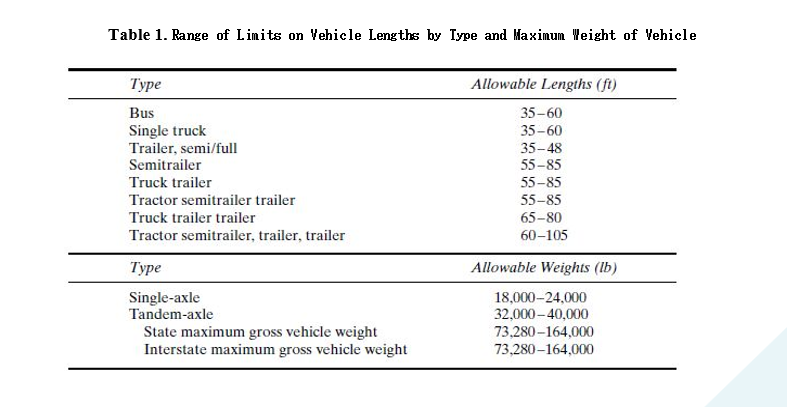 Table 1. Range of Limits on Vehicle Lengths by Type and Maximum Weight of Vehicle
Type Allowable Lengths (ft)
Bus 35–60
Single truck 35–60
Trailer, semi/full 35–48
Semitrailer 55–85
Truck trailer 55–85
Tractor semitrailer trailer 55–85
Truck trailer trailer 65–80
Tractor semitrailer, trailer, trailer 60–105
Type Allowable Weights (lb)
Single-axle 18,000–24,000
Tandem-axle 32,000–40,000
State maximum gross vehicle weight 73,280–164,000
Interstate maximum gross vehicle weight 73,280–164,000